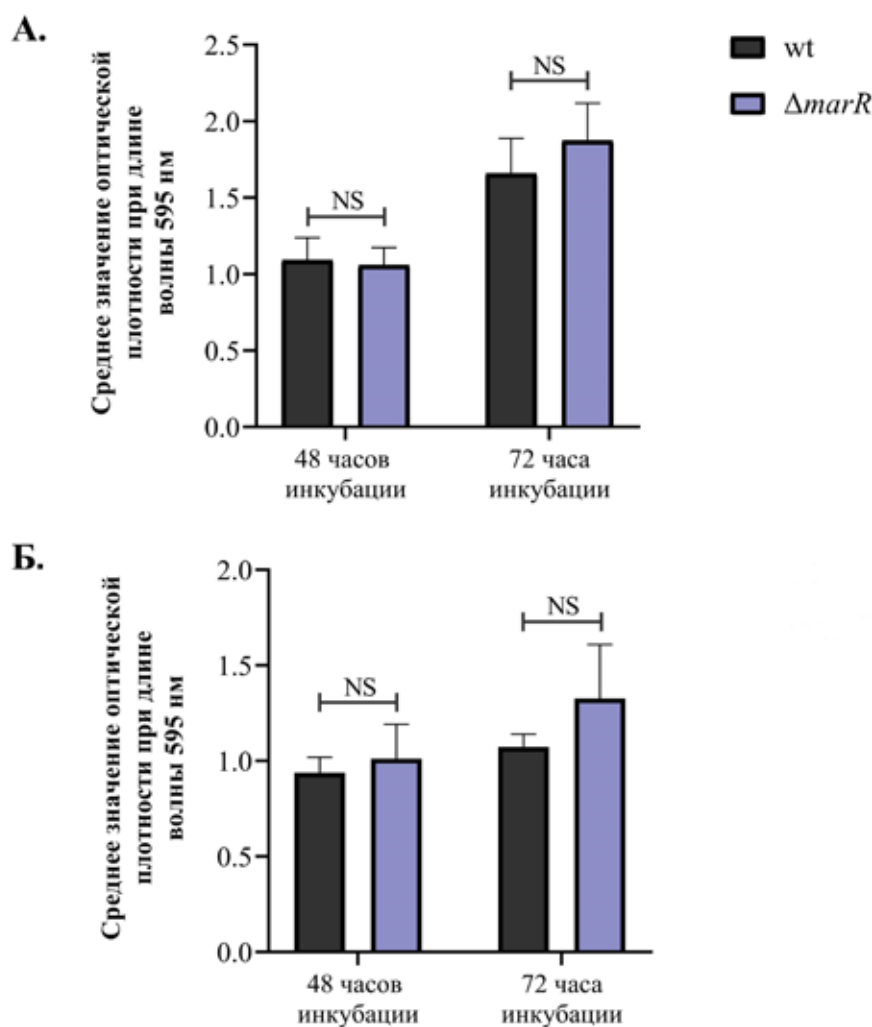 А.
Среднее значение оптической
плотности при длине
волны 595 нм
2.5
2.0
1.5
1.0
0.5
0.0
NS
NS
48 часов
инкубации
72 часа
инкубации
wt
ΔmarR
Б.
Среднее значение оптической
плотности при длине
волны 595 нм
2.0
1.5
1.0
0.5
0.0
NS
NS
48 часов
инкубации
72 часа
инкубации